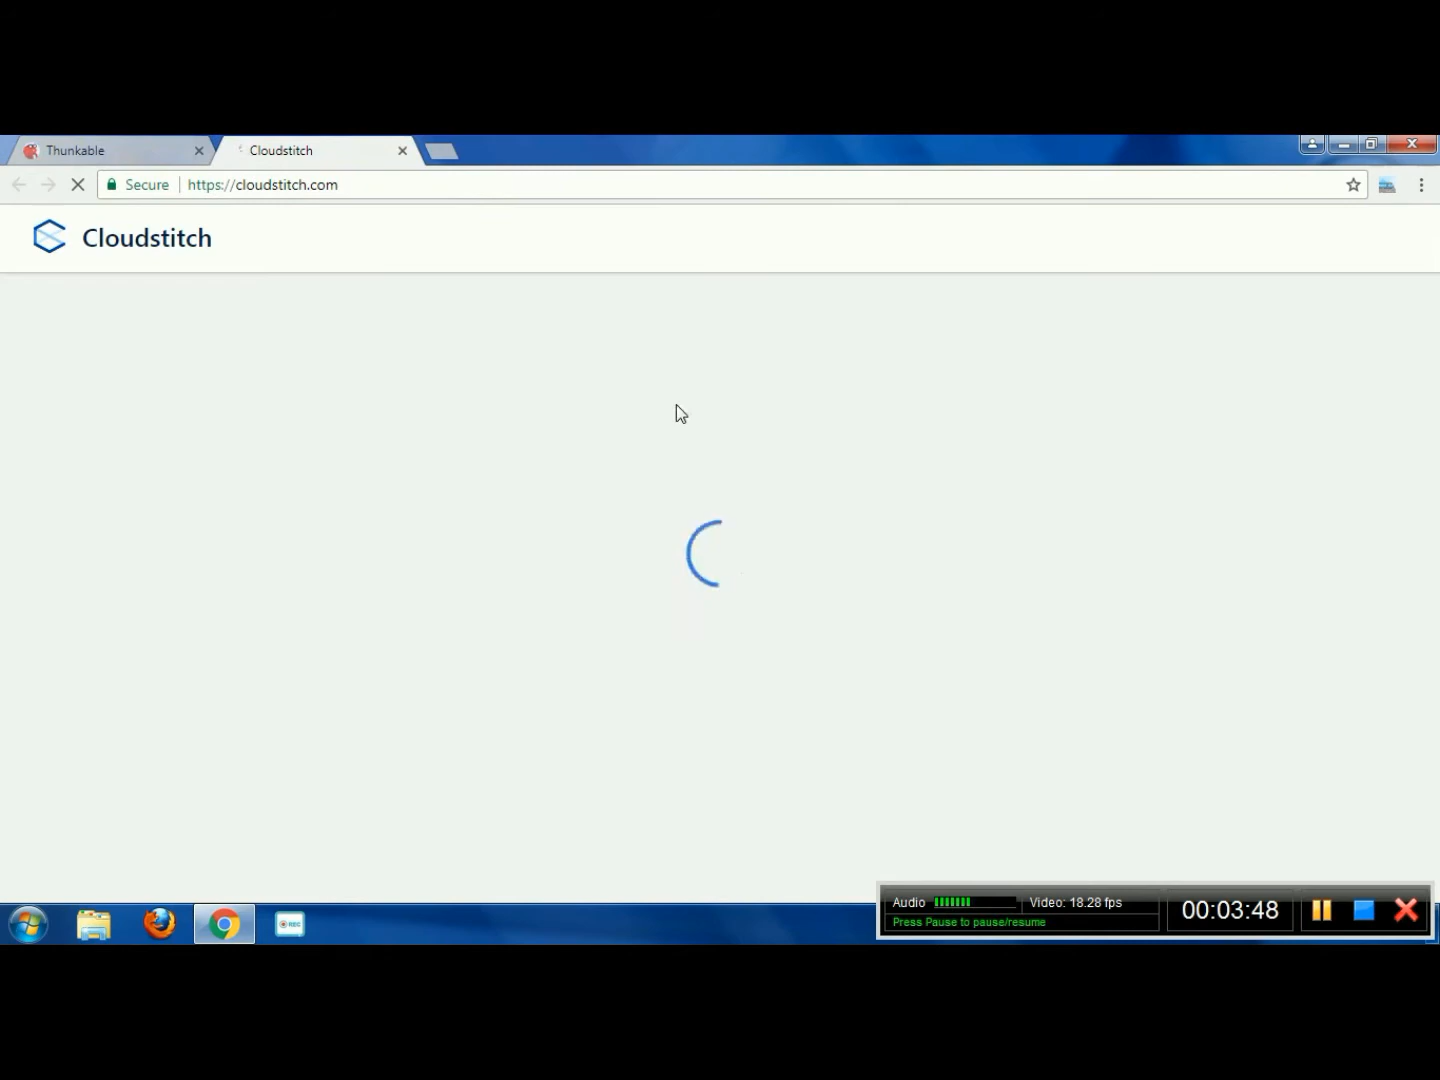 Thunkable
Cloudstitch
Secure https://cloudstitch.com
Cloudstitch
REC
Audio Video: 18.28 fps
Press Pause to pause/resume
00:03:48